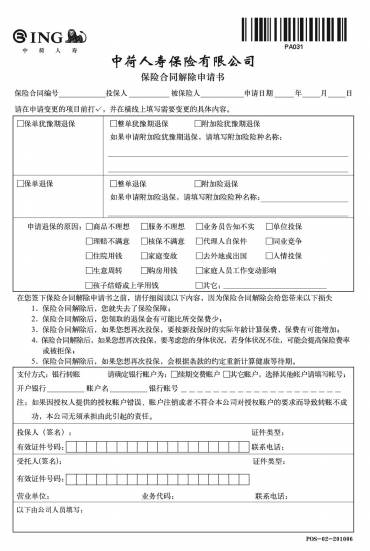 ING
中荷人寿
PA031
中荷人寿保险有限公司
保险合同解除申请书
保险合同编号________ 投保人________ 被保险人________ 申请日期____年____月____日
请在申请变更的项目前打✓,并在横线上填写需要变更的具体内容。
□保单犹豫期退保 □整单犹豫期退保 □附加险犹豫期退保
如果申请附加险犹豫期退保,请填写附加险险种名称:
□保单退保 □整单退保 □附加险退保
如果申请附加险退保,请填写附加险险种名称:
申请退保的原因: □商品不理想 □服务不理想 □业务员告知不实 □单位投保
□理赔不满意 □核保不满意 □代理人自保件 □同业竞争
□住院用钱 □家庭变故 □去外地或出国 □人情投保
□生意周转 □购房用钱 □家庭人员工作变动影响
□孩子结婚或上学用钱 □其它:
在您签下保险合同解除申请书之前,请仔细阅读以下内容,因为保险合同解除会给您带来以下损失
1. 保险合同解除后,您就失去了保险保障;
2. 保险合同解除后,您领取的退保金有可能比所交保费少;
3. 保险合同解除后,如果您想再次投保,要按新投保时的实际年龄计算保费,保费有可能增加;
4. 保险合同解除后,如果您想再次投保,要考虑您的身体状况,若身体状况不佳,可能会提高保险费率
或被拒保;
5. 保险合同解除后,如果您想再次投保,会根据条款的约定重新计算健康险等待期。
支付方式:银行转账 请确定银行账户为:□续期交费账户 □其它账户,选择其他帐户请填写帐号:
开户银行________ 账户名________ 银行账号
注:如果因授权人提供的授权账户错误、账户注销或者不符合本公司对授权账户的要求而导致转账不成
功,本公司无须承担由此引起的责任。
投保人(签名): 证件类型:
有效证件号码: 联系电话:
受托人(签名): 证件类型:
有效证件号码:
营业单位: 业务代码: 联系电话:
以下由公司人员填写:
POS-02-201006